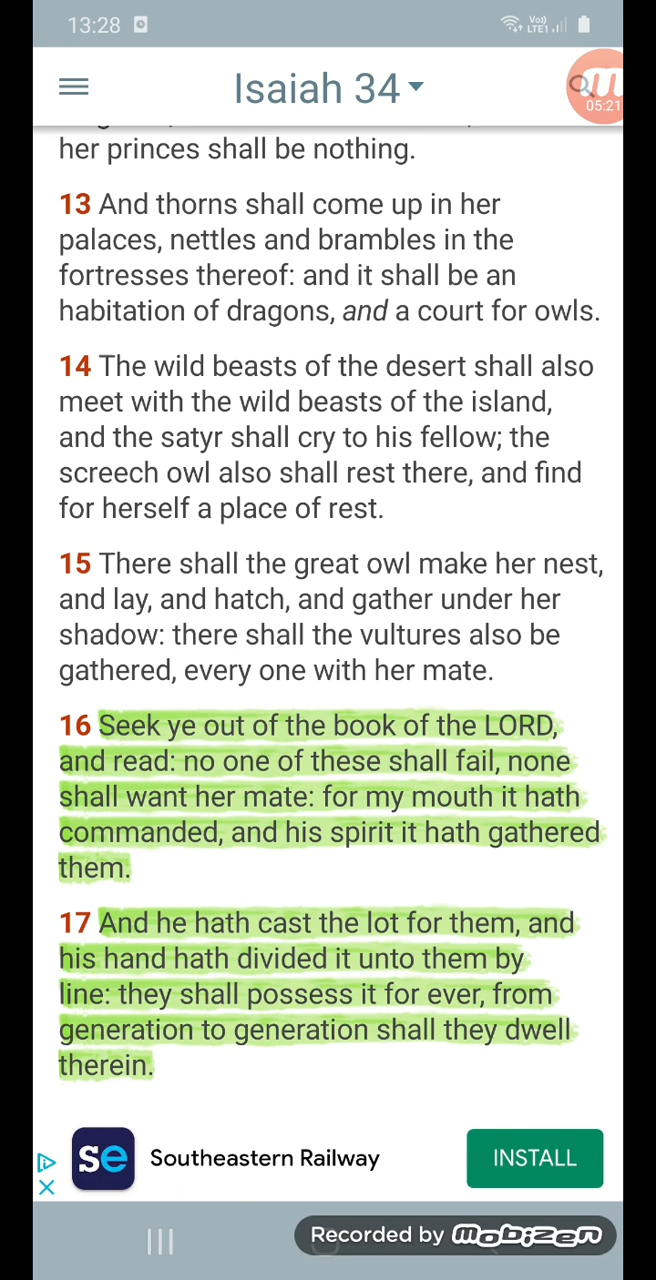 13:28
Vo))
LTE1
Isaiah 34
05:21
her princes shall be nothing.
13 And thorns shall come up in her
palaces, nettles and brambles in the
fortresses thereof: and it shall be an
habitation of dragons, and a court for owls.
14 The wild beasts of the desert shall also
meet with the wild beasts of the island,
and the satyr shall cry to his fellow; the
screech owl also shall rest there, and find
for herself a place of rest.
15 There shall the great owl make her nest,
and lay, and hatch, and gather under her
shadow: there shall the vultures also be
gathered, every one with her mate.
16 Seek ye out of the book of the LORD,
and read: no one of these shall fail, none
shall want her mate: for my mouth it hath
commanded, and his spirit it hath gathered
them.
17 And he hath cast the lot for them, and
his hand hath divided it unto them by
line: they shall possess it for ever, from
generation to generation shall they dwell
therein.
se Southeastern Railway INSTALL
Recorded by mobizen